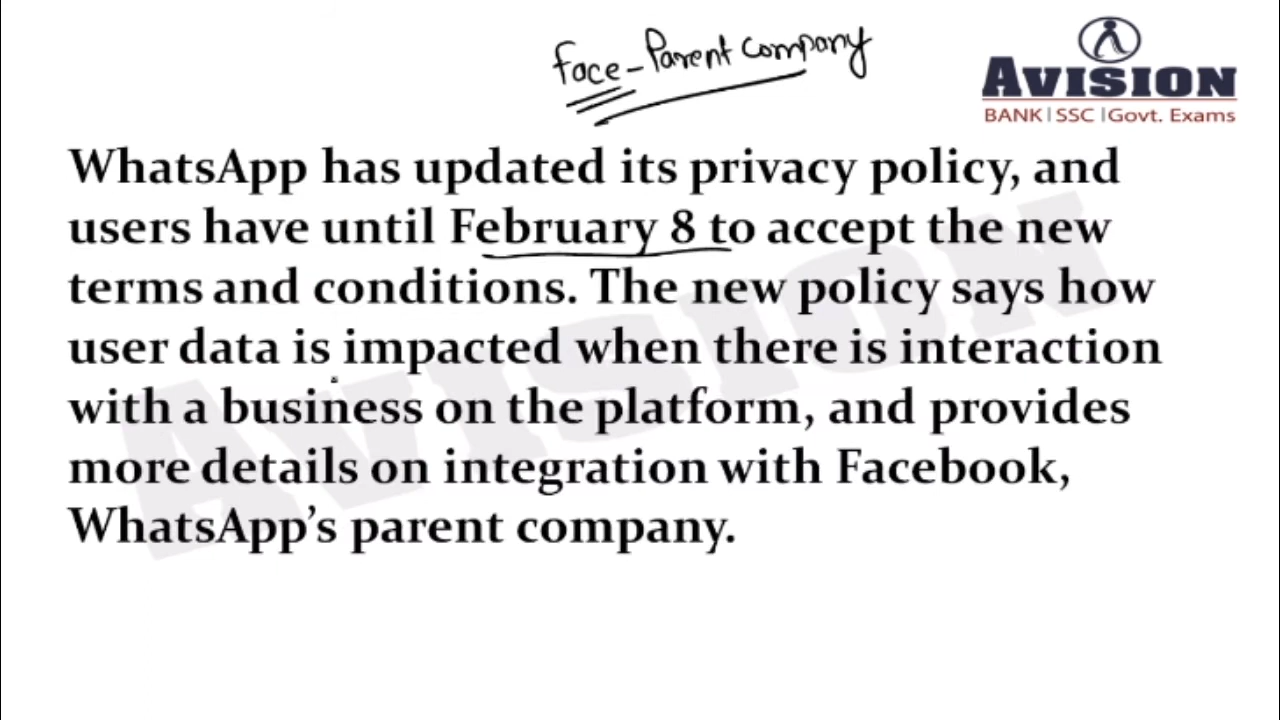 Face - Parent Company
AVISION
BANK | SSC | Govt. Exams
WhatsApp has updated its privacy policy, and
users have until February 8 to accept the new
terms and conditions. The new policy says how
user data is impacted when there is interaction
with a business on the platform, and provides
more details on integration with Facebook,
WhatsApp’s parent company.
AVISION